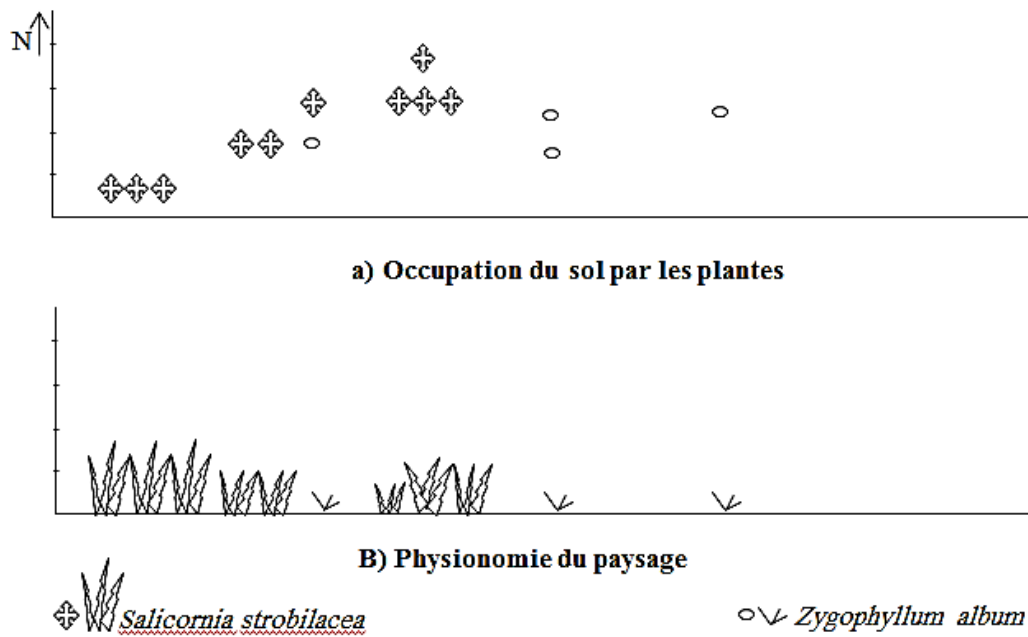 N
a) Occupation du sol par les plantes
B) Physionomie du paysage
Salicornia strobilacea
Zygophyllum album